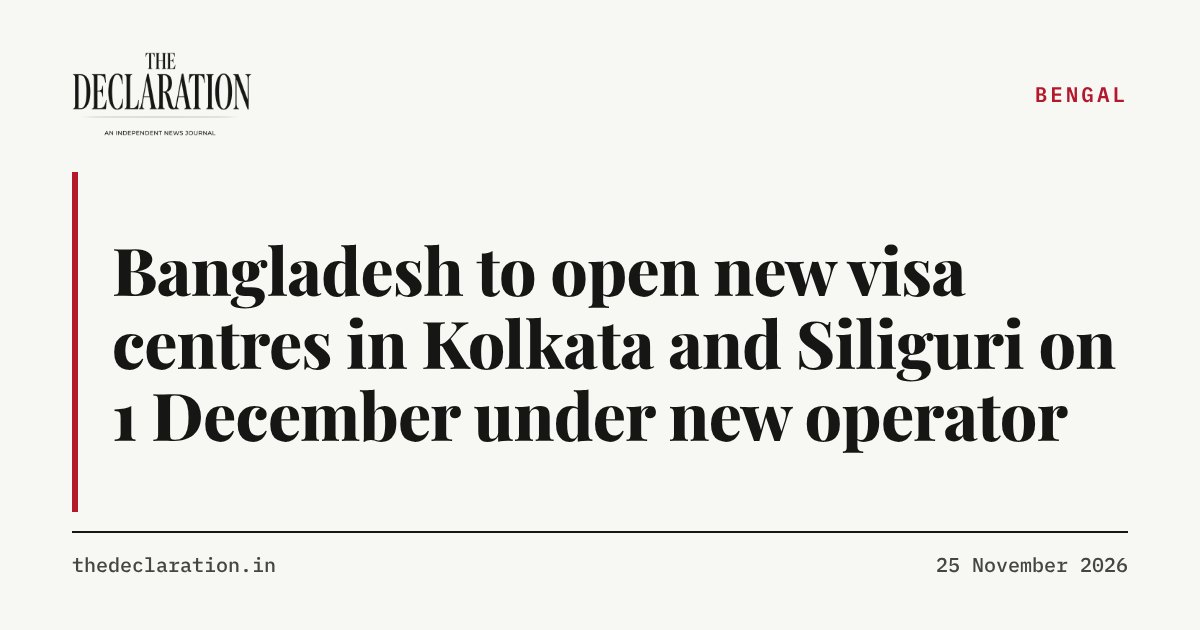 THE
DECLARATION
AN INDEPENDENT NEWS JOURNAL
BENGAL
Bangladesh to open new visa
centres in Kolkata and Siliguri on
1 December under new operator
thedeclaration.in
25 November 2026